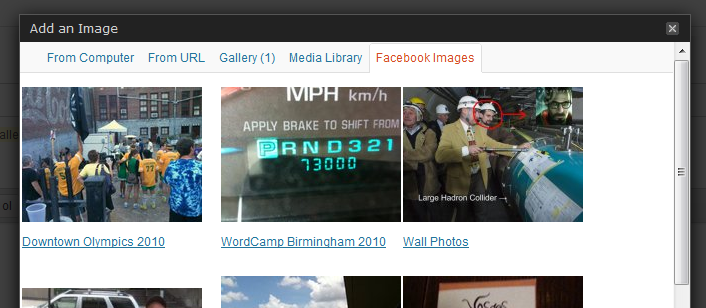 Add an Image
From Computer From URL Gallery (1) Media Library Facebook Images
MPH km/h
APPLY BRAKE TO SHIFT FROM
PRND321
73000
Large Hadron Collider →
Downtown Olympics 2010 WordCamp Birmingham 2010 Wall Photos